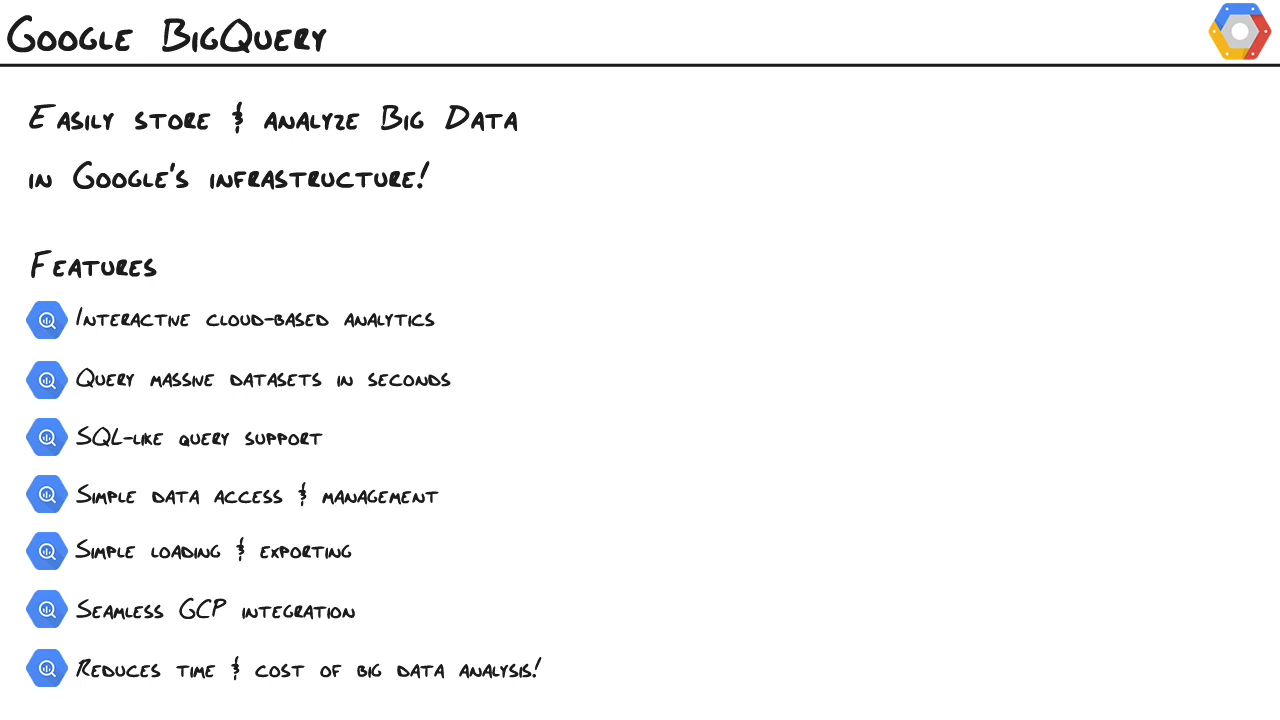 Google BigQuery
Easily store & analyze Big Data
in Google's infrastructure!
Features
Interactive cloud-based analytics
Query massive datasets in seconds
SQL-like query support
Simple data access & management
Simple loading & exporting
Seamless GCP integration
Reduces time & cost of big data analysis!